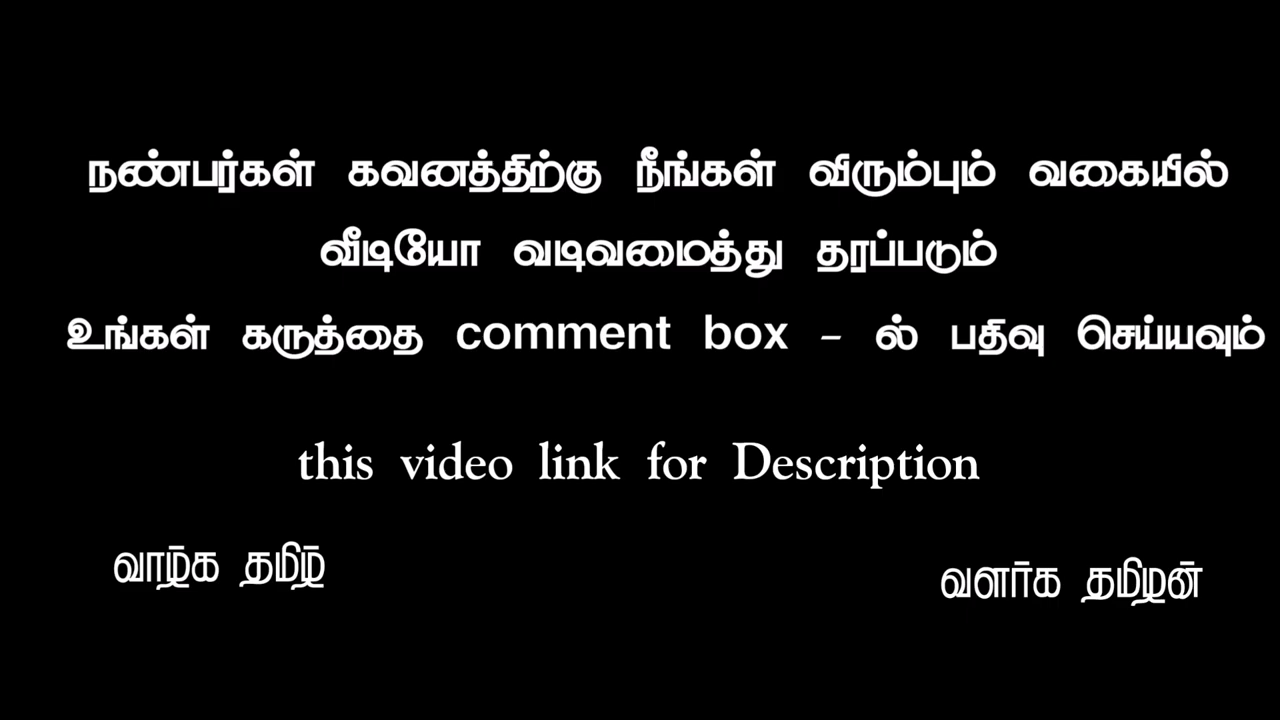 நண்பர்கள் கவனத்திற்கு நீங்கள் விரும்பும் வகையில்
வீடியோ வடிவமைத்து தரப்படும்
உங்கள் கருத்தை comment box - ல் பதிவு செய்யவும்
this video link for Description
வாழ்க தமிழ்
வளர்க தமிழன்